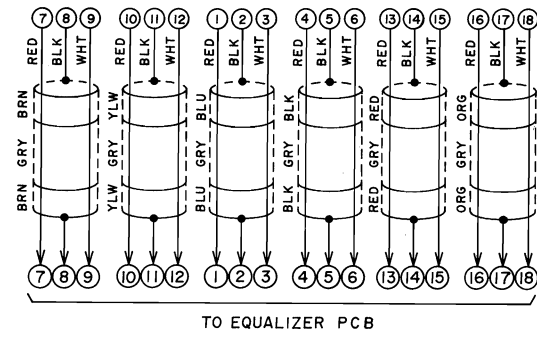 7 8 9 10 11 12 1 2 3 4 5 6 13 14 15 16 17 18
RED BLK WHT RED BLK WHT RED BLK WHT RED BLK WHT RED BLK WHT RED BLK WHT
BRN YLW BLU BLK RED ORG
GRY GRY GRY GRY GRY GRY
BRN YLW BLU BLK RED ORG
7 8 9 10 11 12 1 2 3 4 5 6 13 14 15 16 17 18
TO EQUALIZER PCB